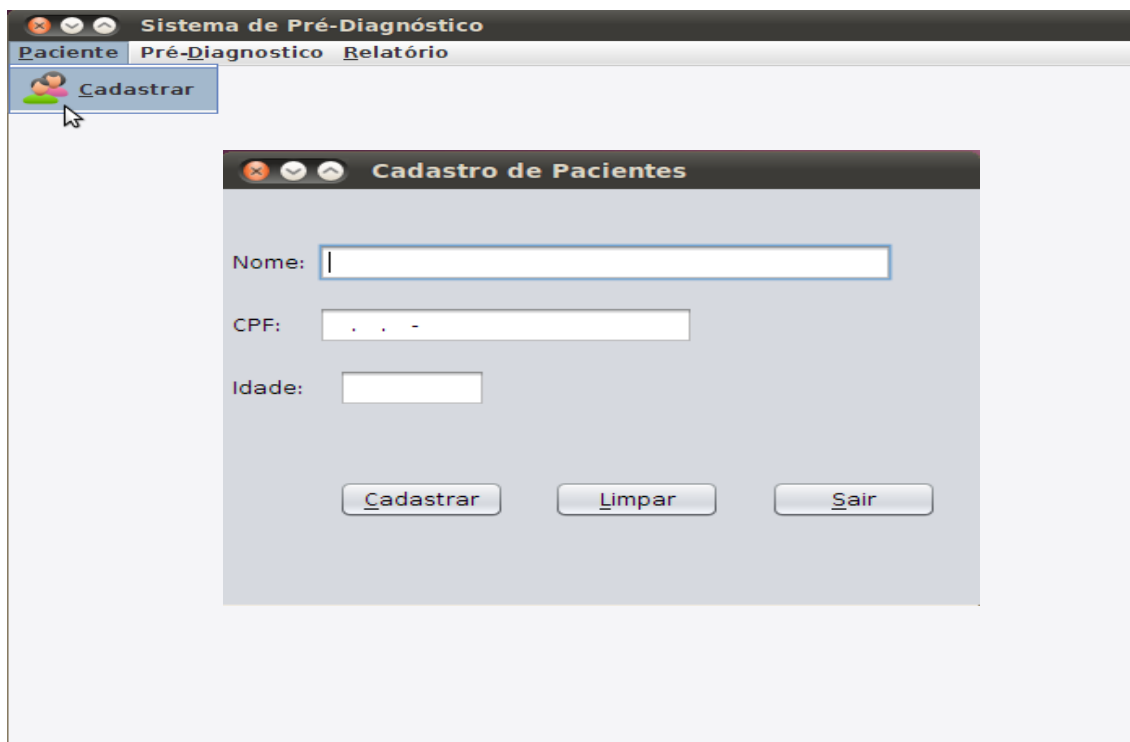 Sistema de Pré-Diagnóstico
Paciente Pré-Diagnostico Relatório
Cadastrar
Cadastro de Pacientes
Nome:
CPF: . . -
Idade:
Cadastrar Limpar Sair